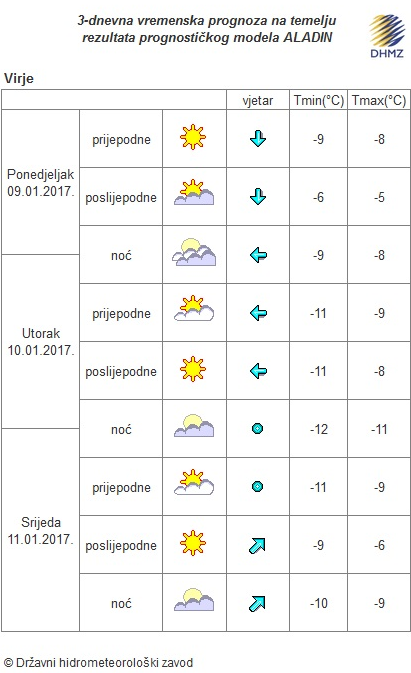 3-dnevna vremenska prognoza na temelju
rezultata prognostičkog modela ALADIN
DHMZ
Virje
vjetar Tmin(°C) Tmax(°C)
Ponedjeljak
09.01.2017.
prijepodne -9 -8
poslijepodne -6 -5
noć -9 -8
Utorak
10.01.2017.
prijepodne -11 -9
poslijepodne -11 -8
noć -12 -11
Srijeda
11.01.2017.
prijepodne -11 -9
poslijepodne -9 -6
noć -10 -9
© Državni hidrometeorološki zavod